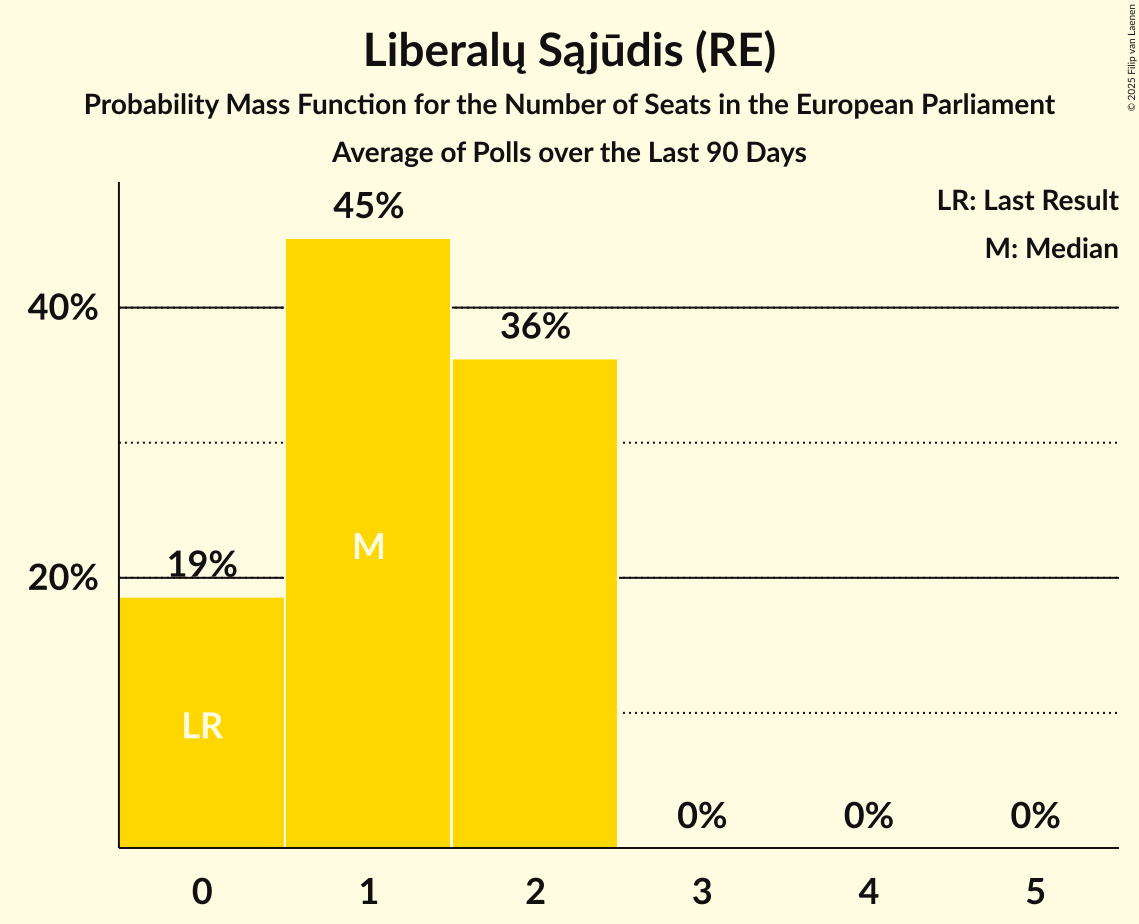 Liberalų Sąjūdis (RE)
Probability Mass Function for the Number of Seats in the European Parliament
Average of Polls over the Last 90 Days
© 2025 Filip van Laenen
LR: Last Result
M: Median
45%
40%
36%
M
19%
20%
LR
0%
0%
0%
0
1
2
3
4
5